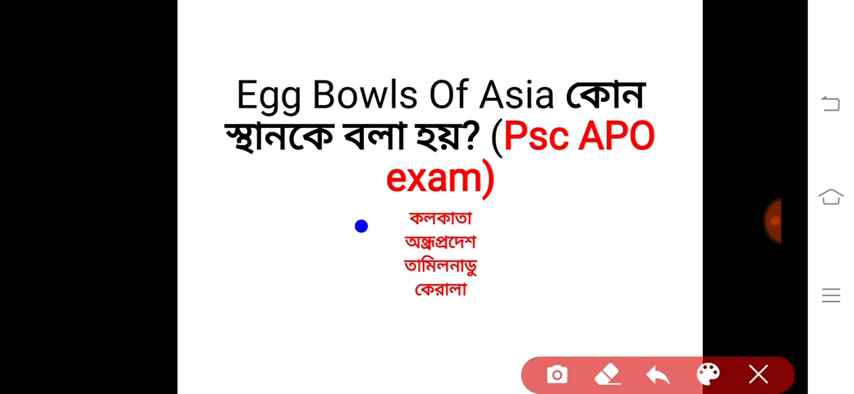 Egg Bowls Of Asia কোন
স্থানকে বলা হয়? (Psc APO
exam)
কলকাতা
অন্ধ্রপ্রদেশ
তামিলনাড়ু
কেরালা